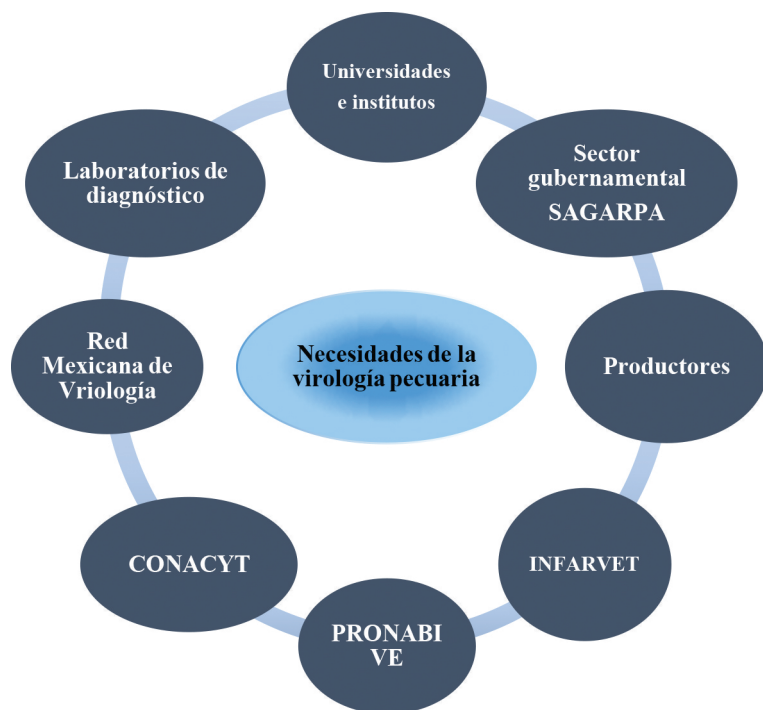 Universidades
e institutos
Sector
gubernamental
SAGARPA
Productores
INFARVET
PRONABI
VE
CONACYT
Red
Mexicana de
Vriología
Laboratorios de
diagnóstico
Necesidades de la
virología pecuaria